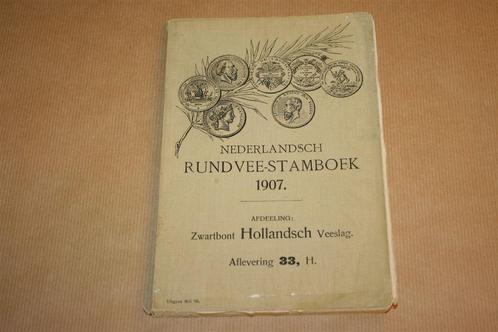 NEDERLANDSCH
RUNDVEE-STAMBOEK
1907.
AFDEELING:
Zwartbont Hollandsch Veeslag.
Aflevering 33, H.